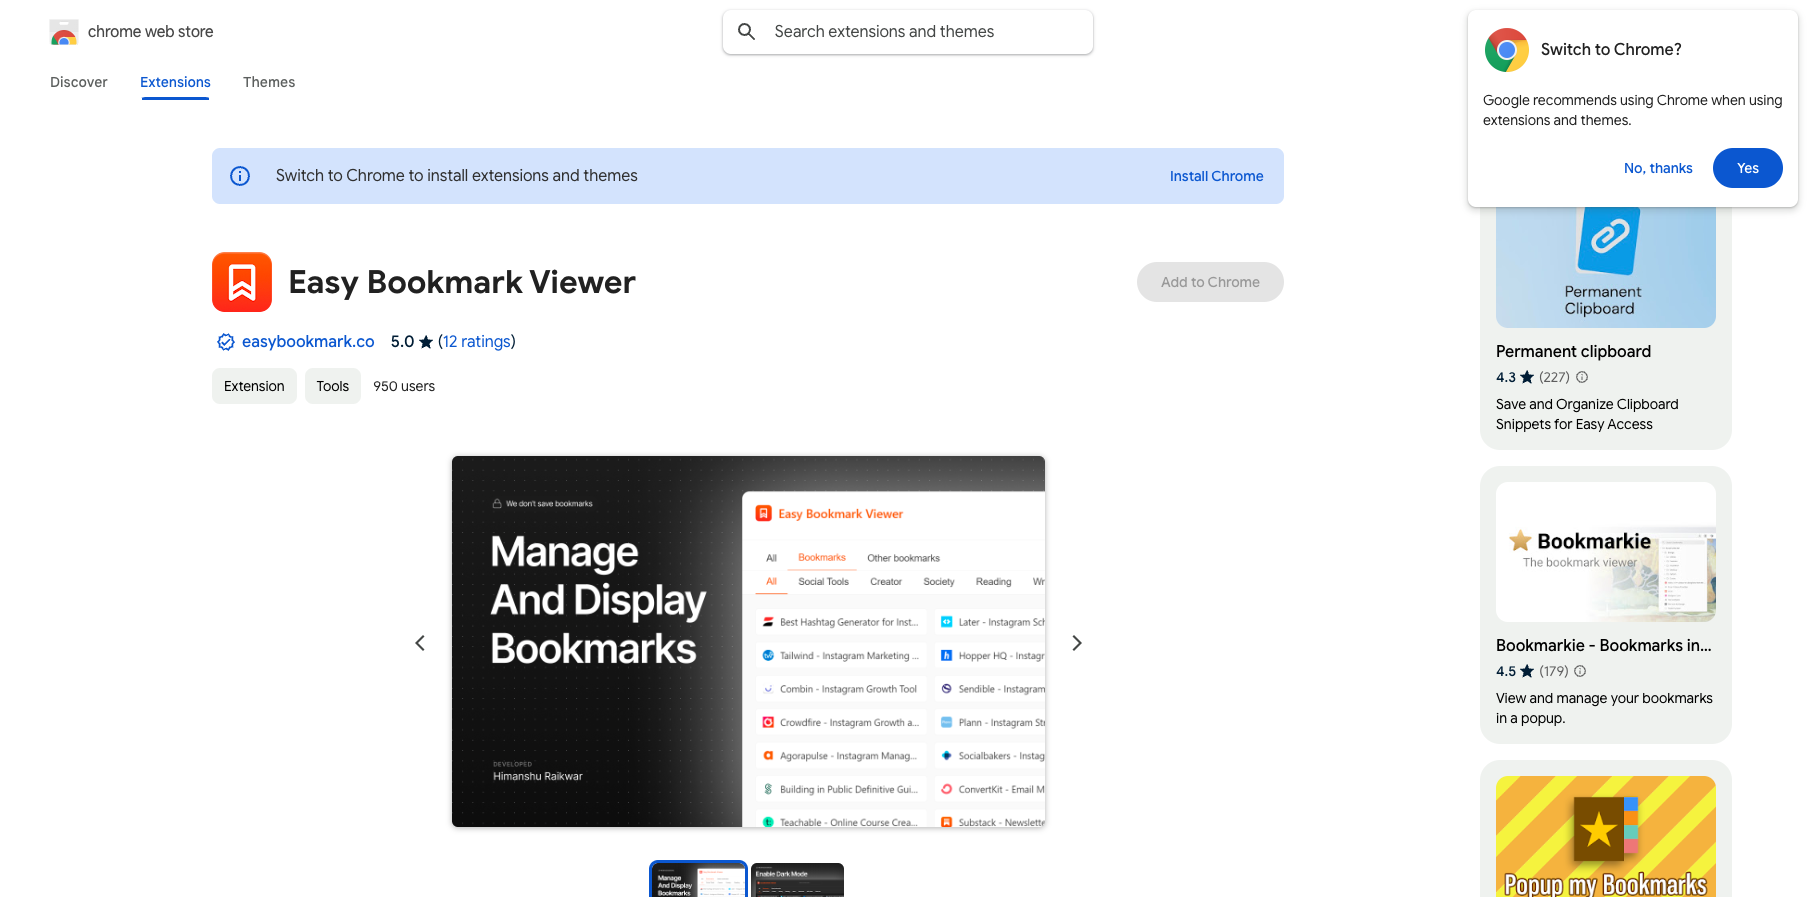 chrome web store
Search extensions and themes
Discover
Extensions
Themes
Switch to Chrome?
Google recommends using Chrome when using
extensions and themes.
No, thanks
Yes
Switch to Chrome to install extensions and themes
Install Chrome
Easy Bookmark Viewer
Add to Chrome
easybookmark.co
5.0 (12 ratings)
Extension
Tools
950 users
We don't save bookmarks
Manage
And Display
Bookmarks
DEVELOPED
Himanshu Raikwar
Easy Bookmark Viewer
All
Bookmarks
Other bookmarks
All
Social Tools
Creator
Society
Reading
Wr
Best Hashtag Generator for Inst...
Later - Instagram Sch
Tailwind - Instagram Marketing ...
Hopper HQ - Instagr
Combin - Instagram Growth Tool
Sendible - Instagram
Crowdfire - Instagram Growth a...
Plann - Instagram Str
Agorapulse - Instagram Manag...
Socialbakers - Instag
Building in Public Definitive Gui...
ConvertKit - Email M
Teachable - Online Course Crea...
Substack - Newslette
Manage
And Display
Bookmarks
Enable Dark Mode
Permanent
Clipboard
Permanent clipboard
4.3 (227)
Save and Organize Clipboard
Snippets for Easy Access
Bookmarkie
The bookmark viewer
Bookmarkie - Bookmarks in...
4.5 (179)
View and manage your bookmarks
in a popup.
Popup my Bookmarks